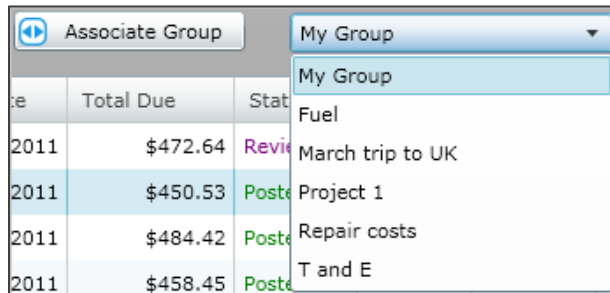 Associate Group My Group
My Group
Total Due
Fuel
2011 $472.64
March trip to UK
2011 $450.53
Project 1
2011 $484.42
Repair costs
2011 $458.45
T and E